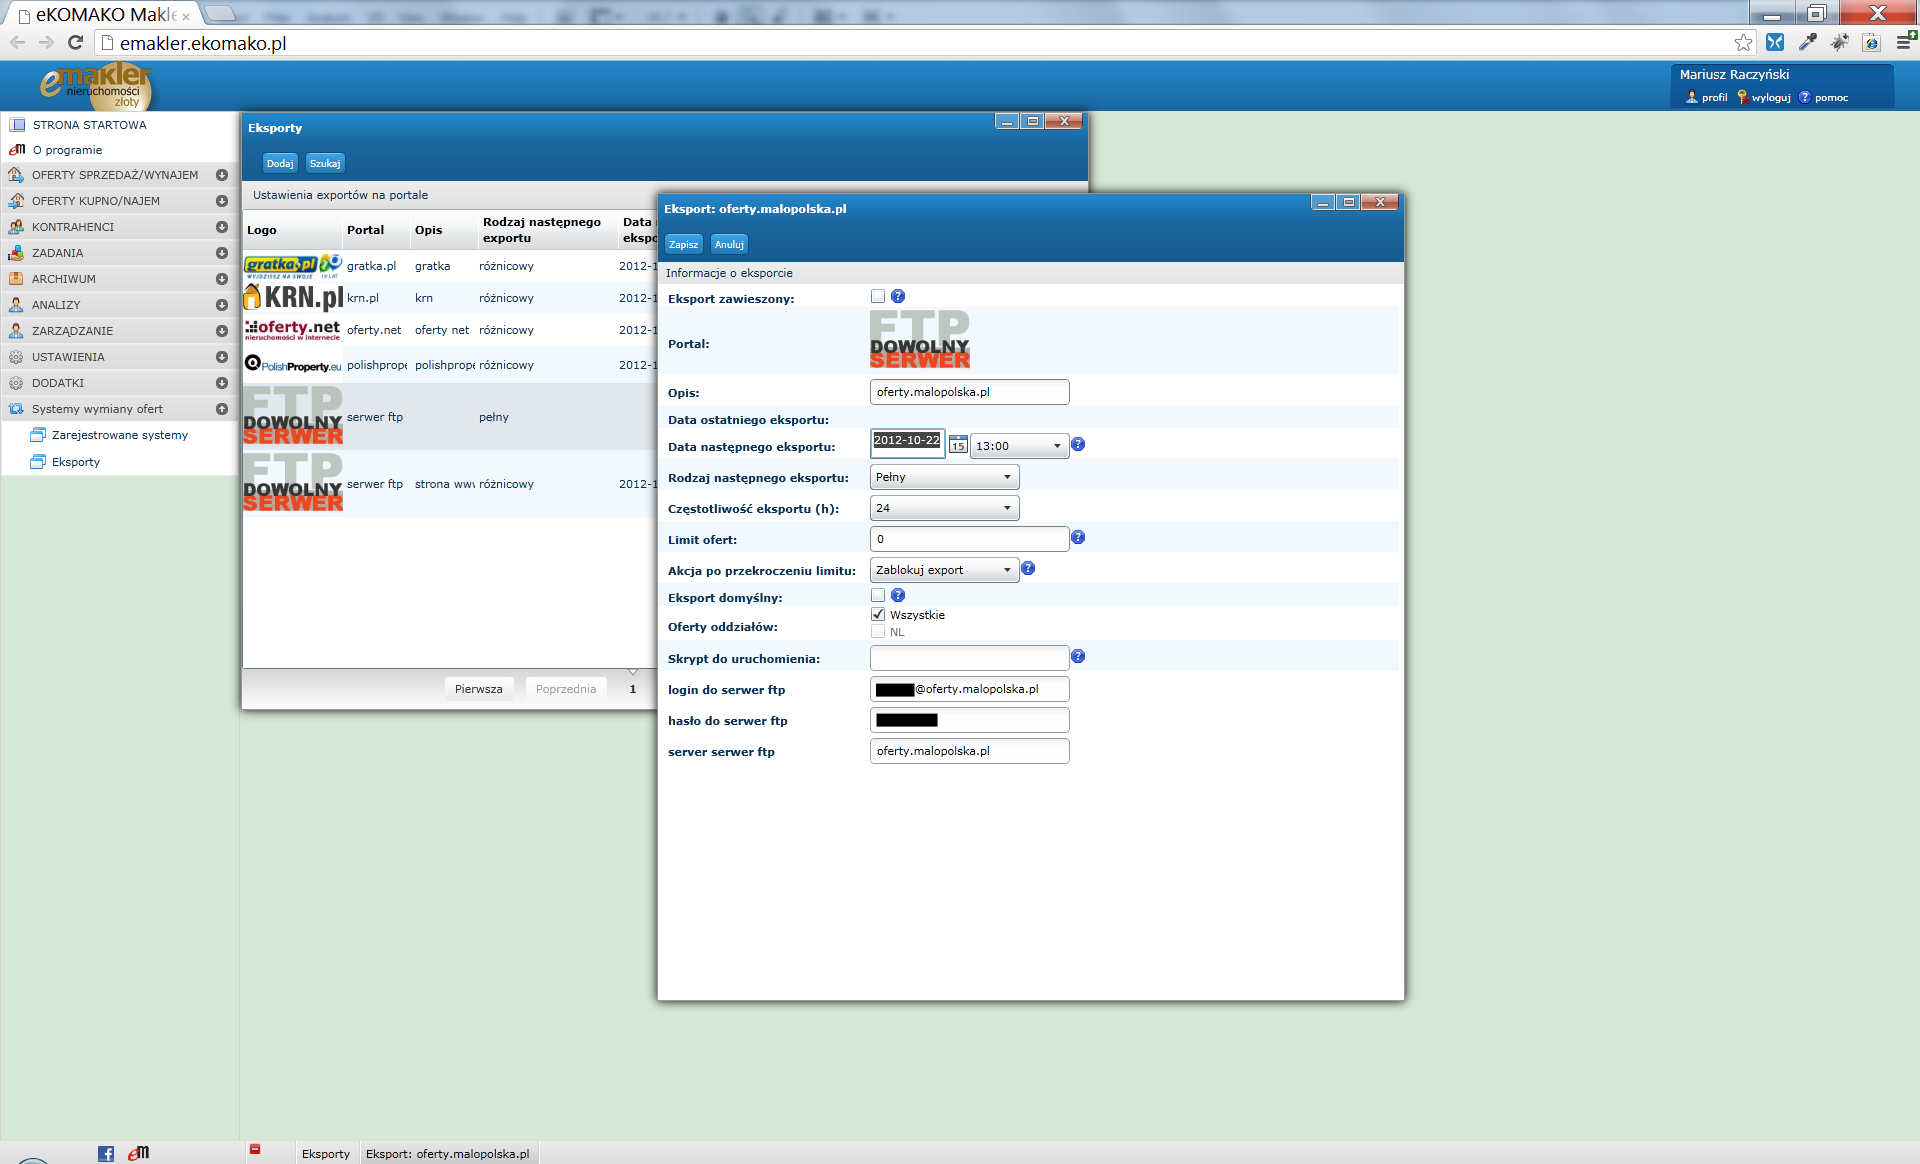 eKOMAKO Makle
emakler.ekomako.pl
emakler
nieruchomości
złoty
Mariusz Raczyński
profil wyloguj pomoc
STRONA STARTOWA
O programie
OFERTY SPRZEDAŻ/WYNAJEM
OFERTY KUPNO/NAJEM
KONTRAHENCI
ZADANIA
ARCHIWUM
ANALIZY
ZARZĄDZANIE
USTAWIENIA
DODATKI
Systemy wymiany ofert
Zarejestrowane systemy
Eksporty
Eksporty
Dodaj Szukaj
Ustawienia exportów na portale
Logo Portal Opis Rodzaj następnego exportu Data
gratka.pl gratka.pl gratka różnicowy 2012-1
WYJDZIESZ NA SWOJE
KRN.pl krn.pl krn różnicowy 2012-1
oferty.net oferty.net oferty net różnicowy 2012-1
nieruchomości w internecie
PolishProperty.eu polishprope polishprope różnicowy 2012-1
FTP DOWOLNY SERWER serwer ftp pełny
FTP DOWOLNY SERWER serwer ftp strona www różnicowy 2012-1
Pierwsza Poprzednia 1
Eksport: oferty.malopolska.pl
Zapisz Anuluj
Informacje o eksporcie
Eksport zawieszony: ?
Portal: FTP DOWOLNY SERWER
Opis: oferty.malopolska.pl
Data ostatniego eksportu:
Data następnego eksportu: 2012-10-22 15 13:00 ?
Rodzaj następnego eksportu: Pełny
Częstotliwość eksportu (h): 24
Limit ofert: 0 ?
Akcja po przekroczeniu limitu: Zablokuj export ?
Eksport domyślny: ?
Oferty oddziałów: Wszystkie
NL
Skrypt do uruchomienia: ?
login do serwer ftp @oferty.malopolska.pl
hasło do serwer ftp
server serwer ftp oferty.malopolska.pl
f em Eksporty Eksport: oferty.malopolska.pl